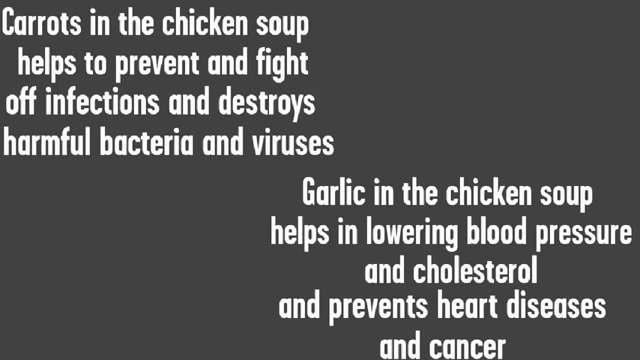 Carrots in the chicken soup
helps to prevent and fight
off infections and destroys
harmful bacteria and viruses
Garlic in the chicken soup
helps in lowering blood pressure
and cholesterol
and prevents heart diseases
and cancer